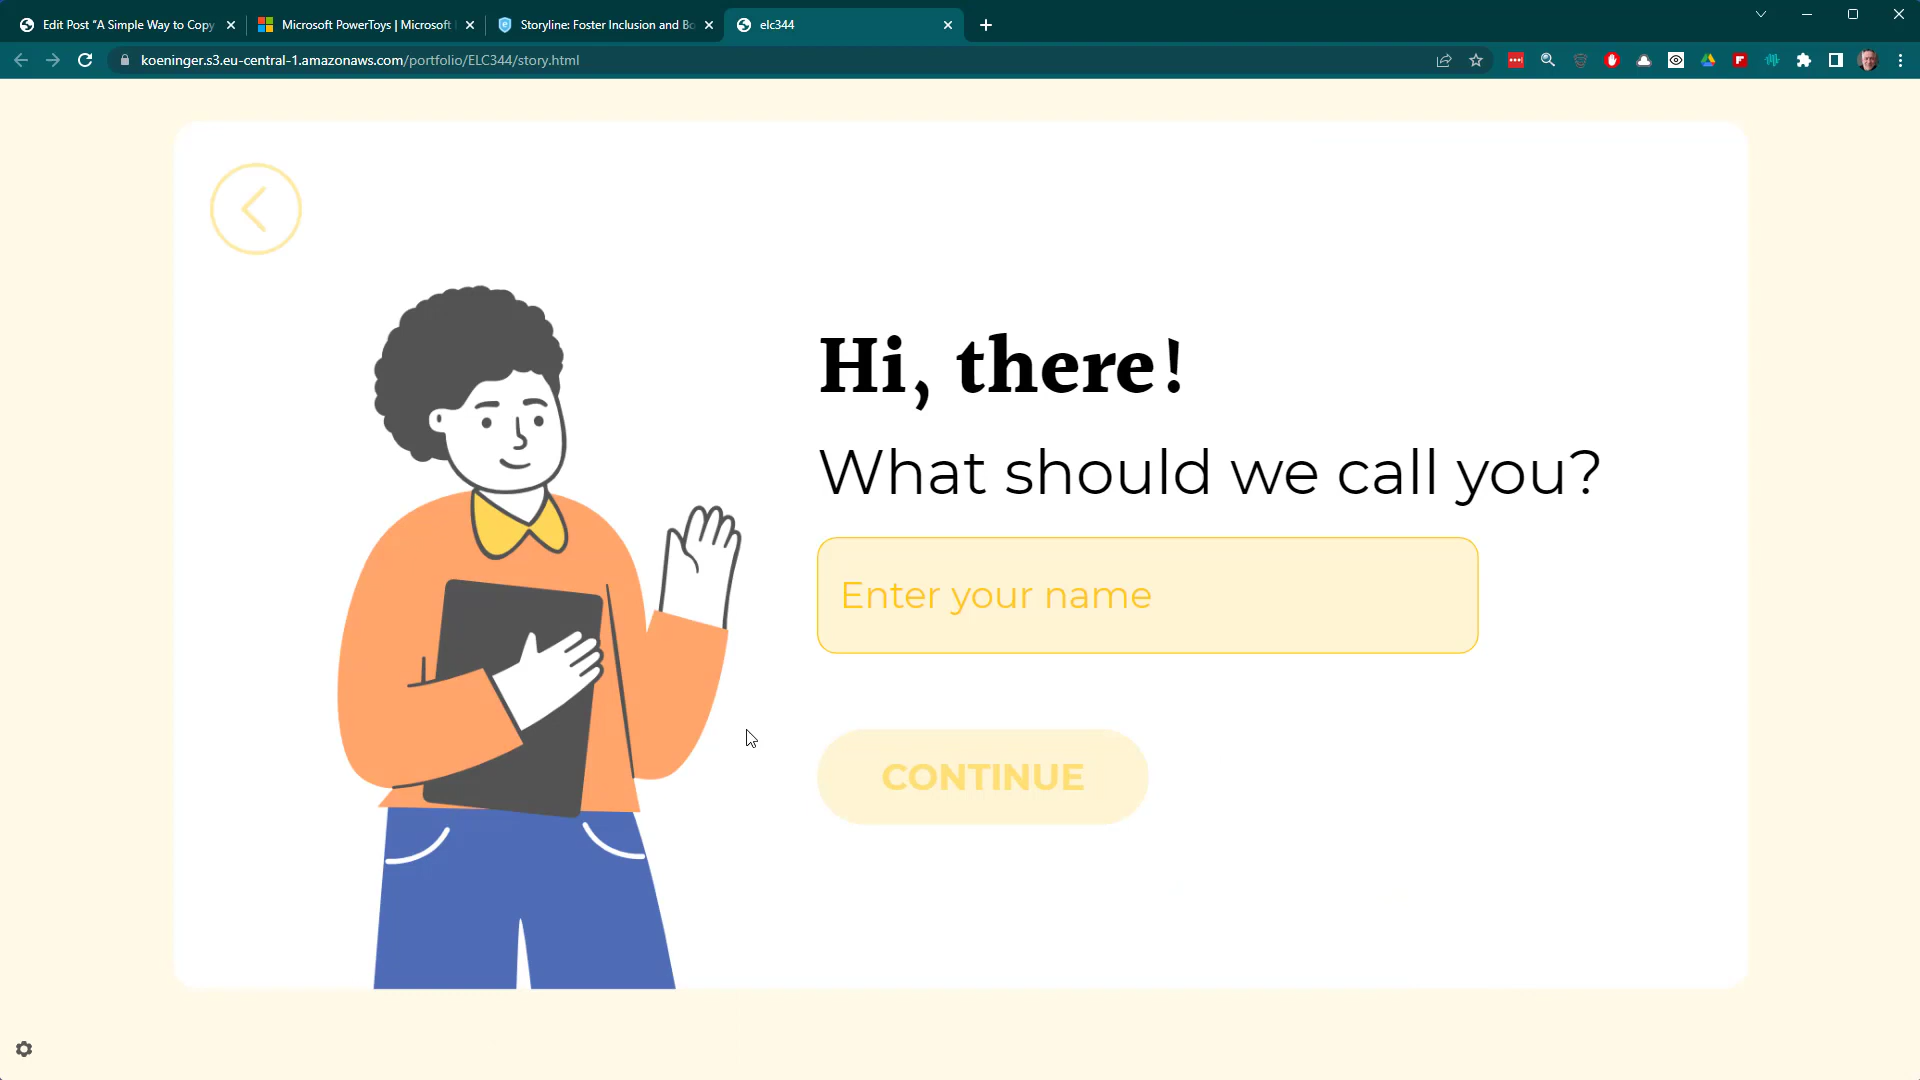 Edit Post “A Simple Way to Copy
Microsoft PowerToys | Microsoft
Storyline: Foster Inclusion and Bo
elc344
koeninger.s3.eu-central-1.amazonaws.com/portfolio/ELC344/story.html
Hi, there!
What should we call you?
Enter your name
CONTINUE